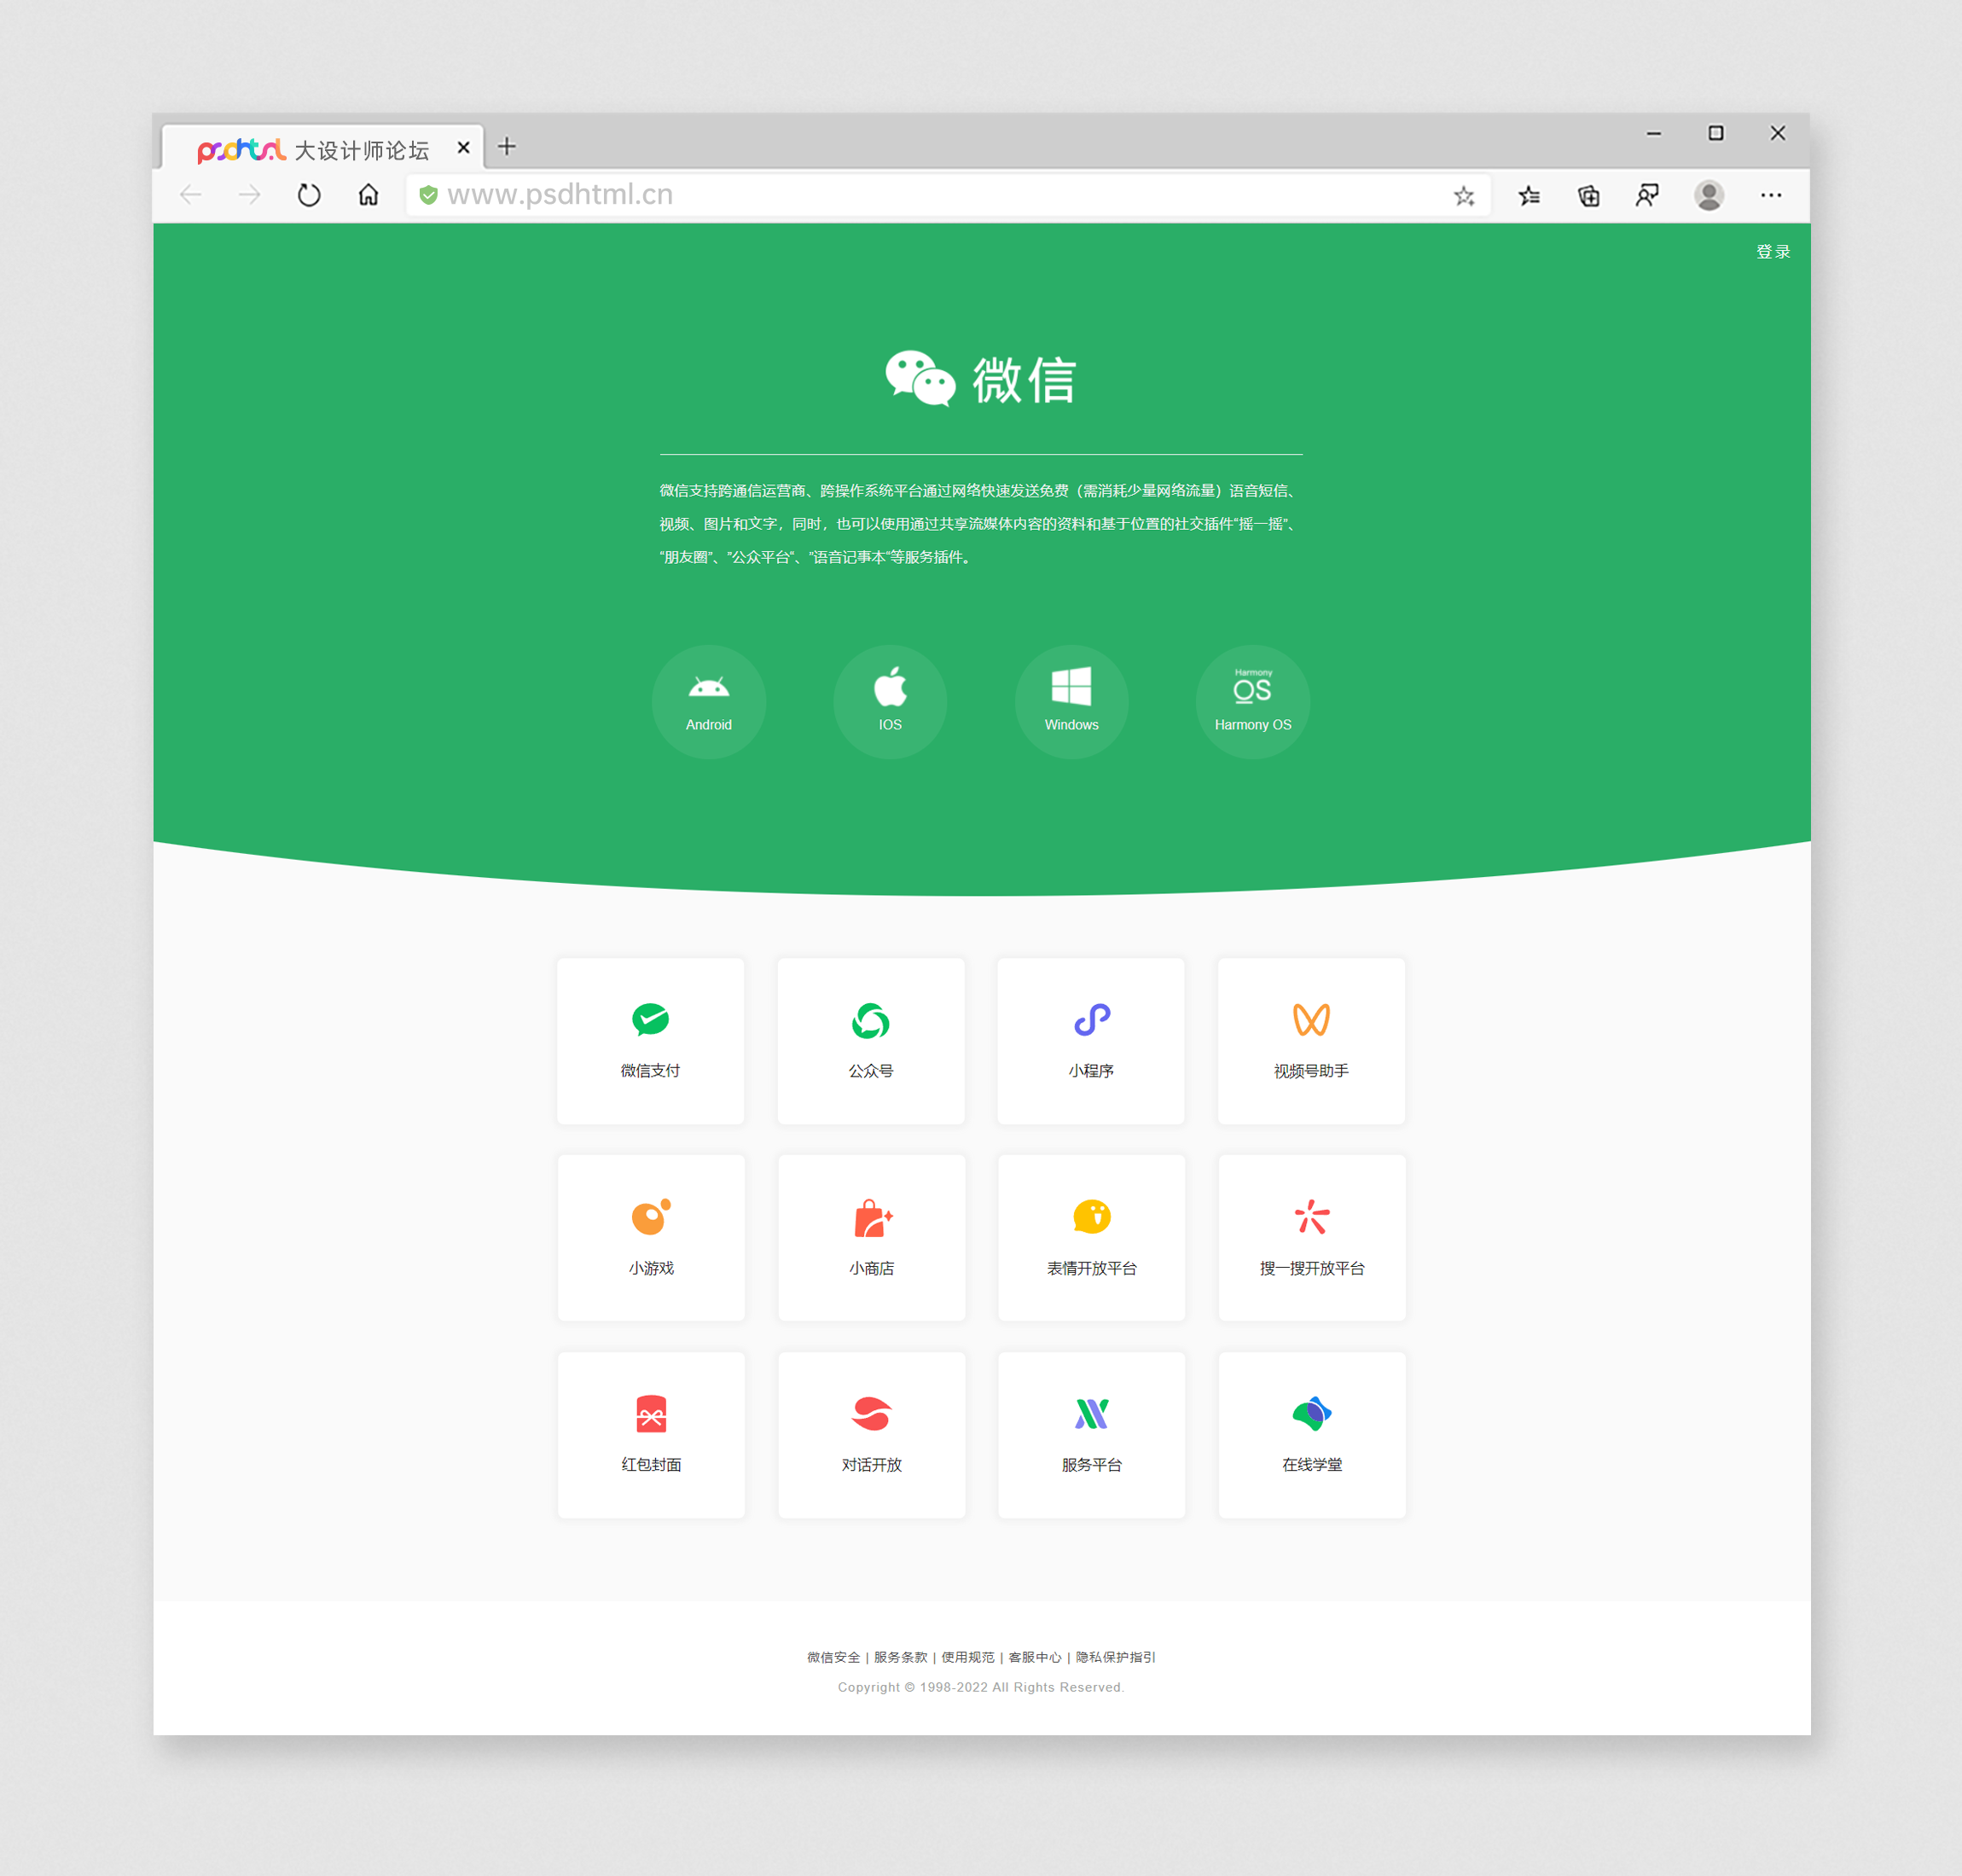 psdhtml 大设计师论坛
www.psdhtml.cn
登录
微信
微信支持跨通信运营商、跨操作系统平台通过网络快速发送免费（需消耗少量网络流量）语音短信、
视频、图片和文字，同时，也可以使用通过共享流媒体内容的资料和基于位置的社交插件“摇一摇”、
“朋友圈”、“公众平台“、“语音记事本“等服务插件。
Harmony
OS
Android IOS Windows Harmony OS
微信支付 公众号 小程序 视频号助手
小游戏 小商店 表情开放平台 搜一搜开放平台
红包封面 对话开放 服务平台 在线学堂
微信安全 | 服务条款 | 使用规范 | 客服中心 | 隐私保护指引
Copyright © 1998-2022 All Rights Reserved.